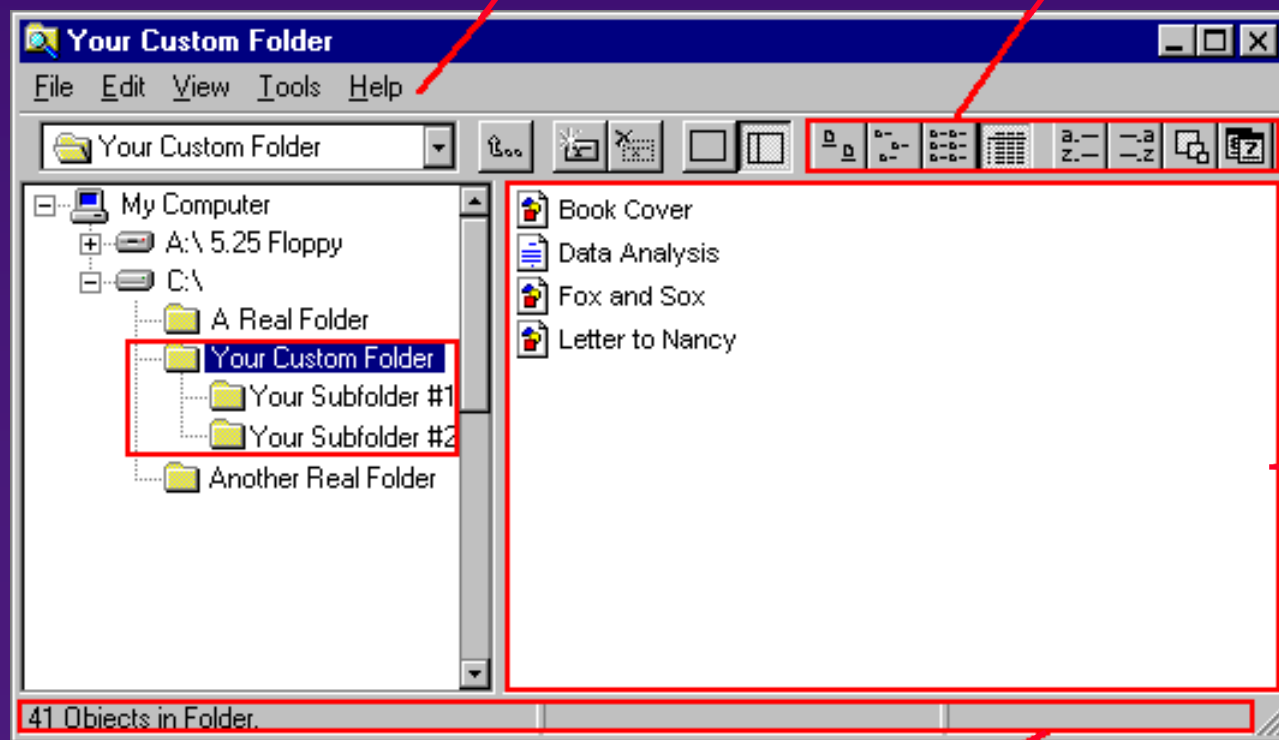 Your Custom Folder
File Edit View Tools Help
Your Custom Folder
My Computer
A:\ 5.25 Floppy
C:\
A Real Folder
Your Custom Folder
Your Subfolder #1
Your Subfolder #2
Another Real Folder
Book Cover
Data Analysis
Fox and Sox
Letter to Nancy
41 Objects in Folder.